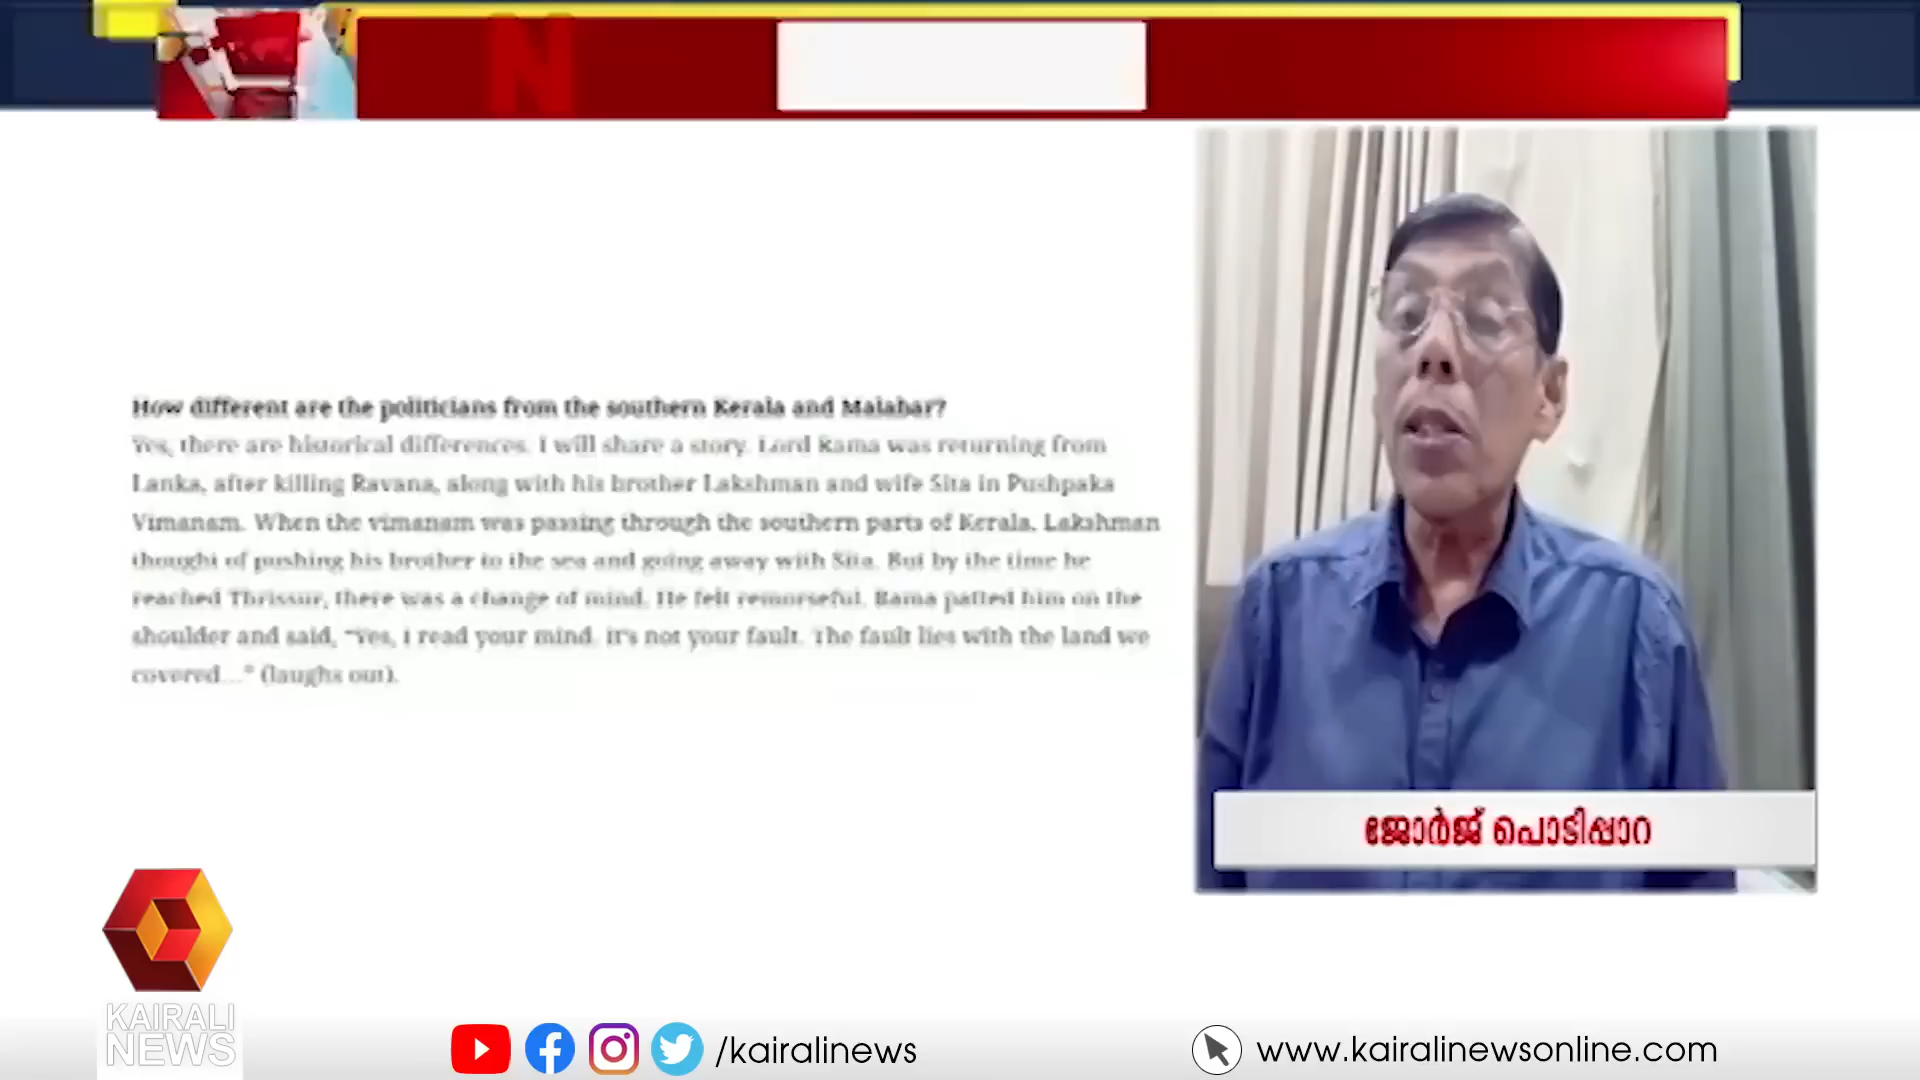 N
How different are the politicians from the southern Kerala and Malabar?
Yes, there are historical differences. I will share a story. Lord Rama was returning from
Lanka, after killing Ravana, along with his brother Lakshman and wife Sita in Pushpaka
Vimanam. When the vimanam was passing through the southern parts of Kerala, Lakshman
thought of pushing his brother to the sea and going away with Sita. But by the time he
reached Thrissur, there was a change of mind. He felt remorseful. Rama patted him on the
shoulder and said, “Yes, I read your mind. It's not your fault. The fault lies with the land we
covered...” (laughs out).
ജോർജ് പൊടിപ്പാറ
KAIRALI
NEWS
/kairalinews
www.kairalinewsonline.com